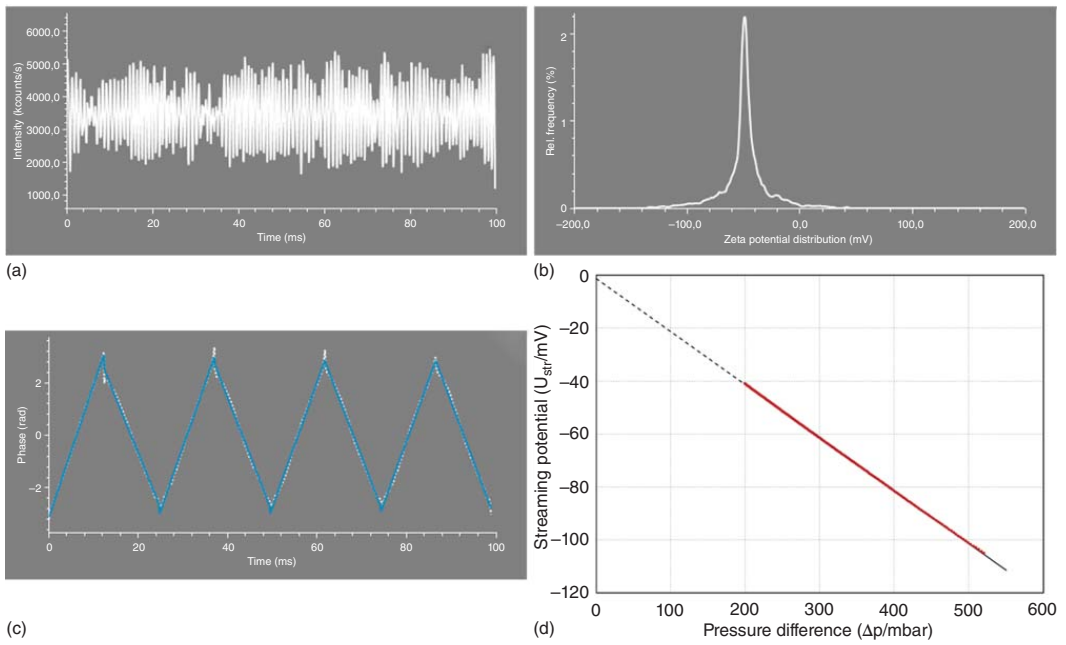 6000,0
5000,0
4000,0
3000,0
2000,0
1000,0
Intensity (kcounts/s)
0 20 40 60 80 100
Time (ms)
(a)
2
1
0
Rel. frequency (%)
–200,0 –100,0 0,0 100,0 200,0
Zeta potential distribution (mV)
(b)
2
0
–2
Phase (rad)
0 20 40 60 80 100
Time (ms)
(c)
0
–20
–40
–60
–80
–100
–120
Streaming potential (Ustr/mV)
0 100 200 300 400 500 600
Pressure difference (Δp/mbar)
(d)